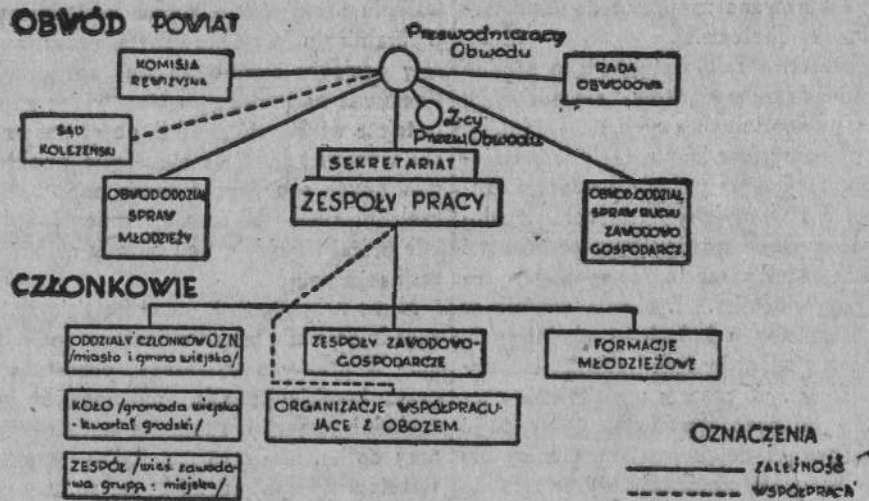 OBWÓD POWIAT
Przewodniczący
Obwodu
KOMISJA
REWIZYJNA
RADA
OBWODOWA
Z-cy
Przew. Obwodu
SĄD
KOLEŻEŃSKI
SEKRETARIAT
ZESPOŁY PRACY
OBWOD. ODDZIAŁ
SPRAW
MŁODZIEŻY
OBWOD. ODDZIAŁ
SPRAW RUCHU
ZAWODOWO
GOSPODARCZ.
CZŁONKOWIE
ODDZIAŁY CZŁONKÓW O.Z.N.
/miasto i gmina wiejska/
ZESPOŁY ZAWODOWO-
GOSPODARCZE
FORMACJE
MŁODZIEŻOWE
KOŁO /gromada wiejska
- kwartał grodzki/
ORGANIZACJE WSPÓŁPRACU-
JĄCE Z OBOZEM
ZESPÓŁ /wieś zawodo-
wa grupa: miejska/
OZNACZENIA
ZALEŻNOŚĆ
WSPÓŁPRACA